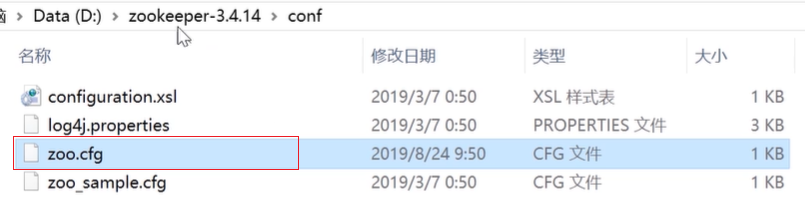 脑 > Data (D:) > zookeeper-3.4.14 > conf
名称 修改日期 类型 大小
configuration.xsl 2019/3/7 0:50 XSL 样式表 1 KB
log4j.properties 2019/3/7 0:50 PROPERTIES 文件 3 KB
zoo.cfg 2019/8/24 9:50 CFG 文件 1 KB
zoo_sample.cfg 2019/3/7 0:50 CFG 文件 1 KB